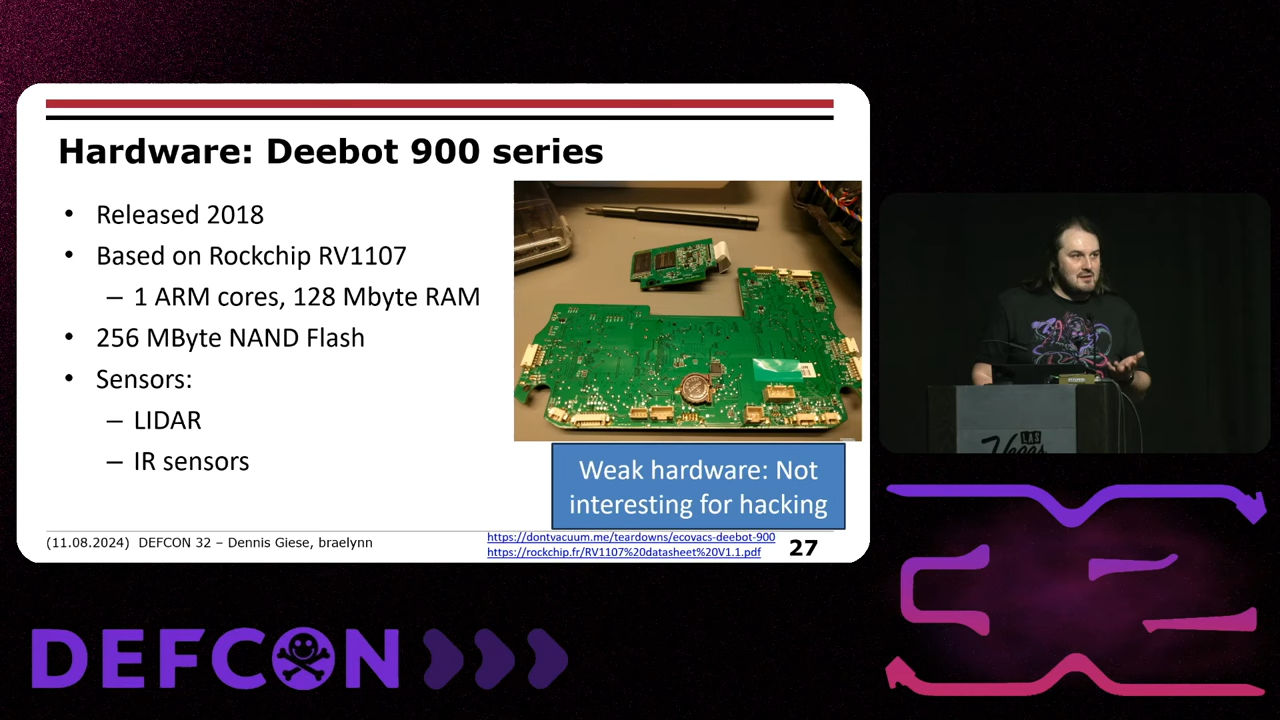 Hardware: Deebot 900 series
• Released 2018
• Based on Rockchip RV1107
– 1 ARM cores, 128 Mbyte RAM
• 256 MByte NAND Flash
• Sensors:
– LIDAR
– IR sensors
Weak hardware: Not
interesting for hacking
(11.08.2024) DEFCON 32 – Dennis Giese, braelynn
https://dontvacuum.me/teardowns/ecovacs-deebot-900
https://rockchip.fr/RV1107%20datasheet%20V1.1.pdf
27
LAS
Vegas
DEFCON